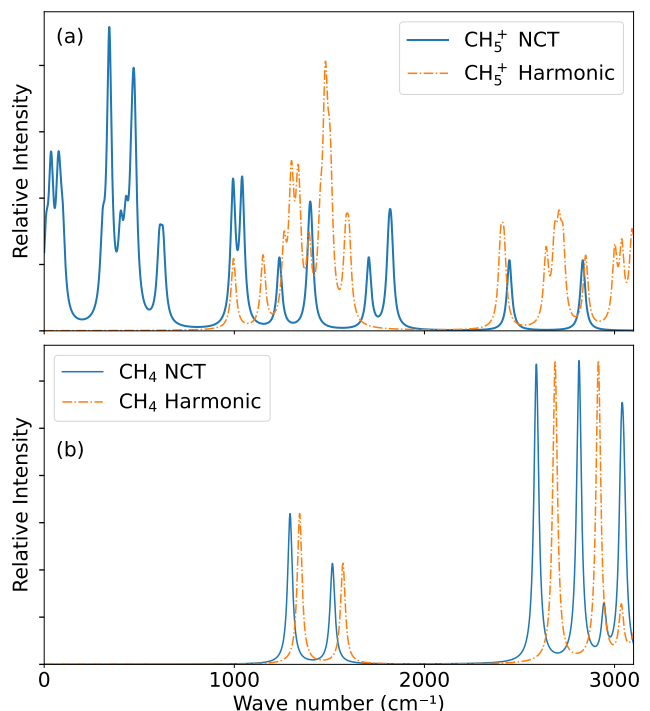 (a)
CH₅⁺ NCT
CH₅⁺ Harmonic
Relative Intensity
CH₄ NCT
CH₄ Harmonic
(b)
Relative Intensity
0 1000 2000 3000
Wave number (cm⁻¹)